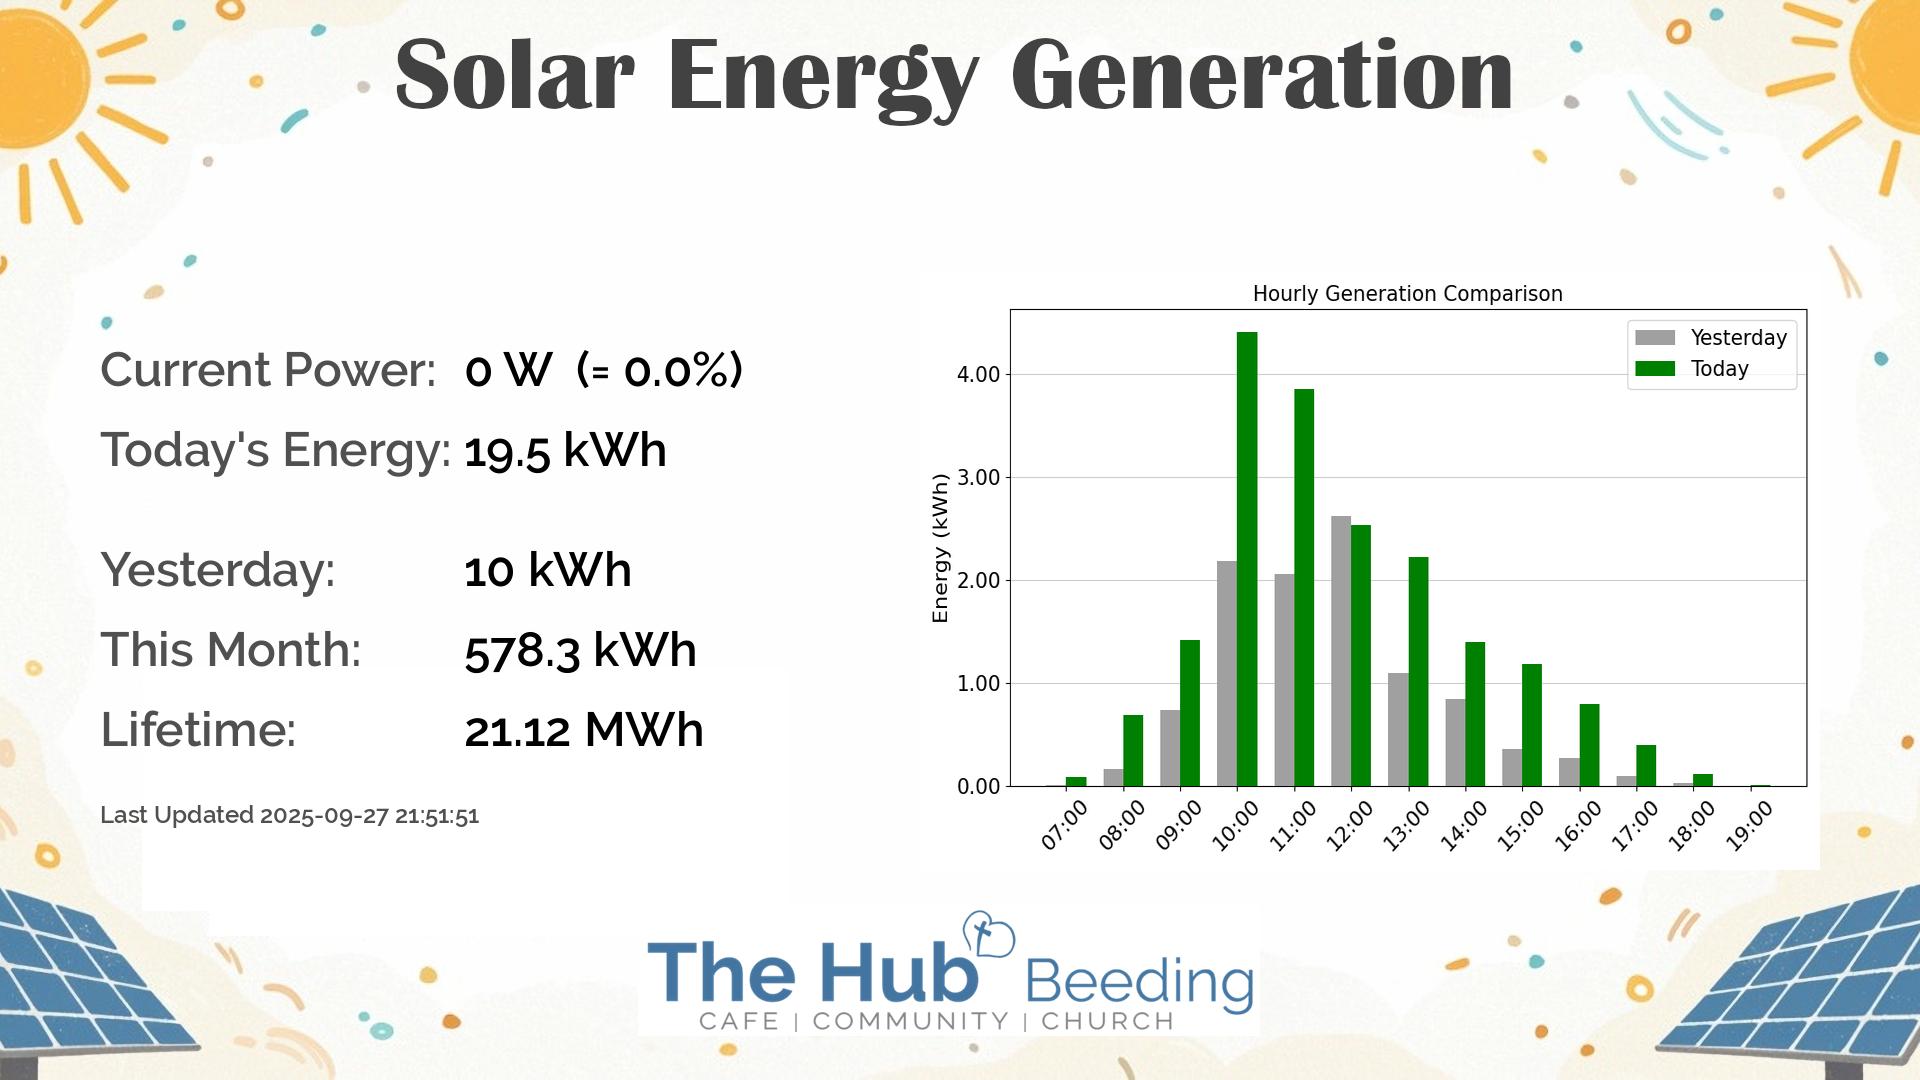 Solar Energy Generation
Current Power: 0 W (= 0.0%)
Today's Energy: 19.5 kWh
Yesterday: 10 kWh
This Month: 578.3 kWh
Lifetime: 21.12 MWh
Last Updated 2025-09-27 21:51:51
Hourly Generation Comparison
Yesterday
Today
Energy (kWh)
4.00
3.00
2.00
1.00
0.00
07:00 08:00 09:00 10:00 11:00 12:00 13:00 14:00 15:00 16:00 17:00 18:00 19:00
The Hub Beeding
CAFE | COMMUNITY | CHURCH